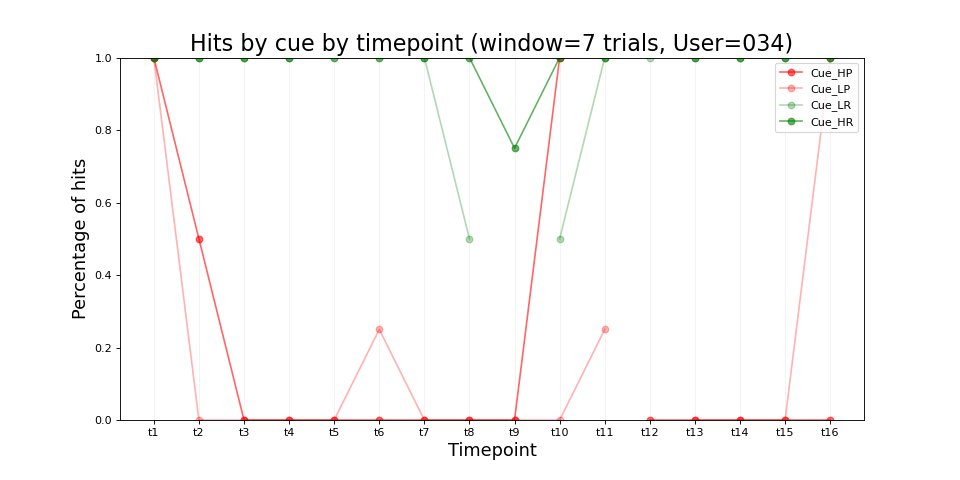 Hits by cue by timepoint (window=7 trials, User=034)
Percentage of hits
1.0
0.8
0.6
0.4
0.2
0.0
Cue_HP
Cue_LP
Cue_LR
Cue_HR
t1 t2 t3 t4 t5 t6 t7 t8 t9 t10 t11 t12 t13 t14 t15 t16
Timepoint